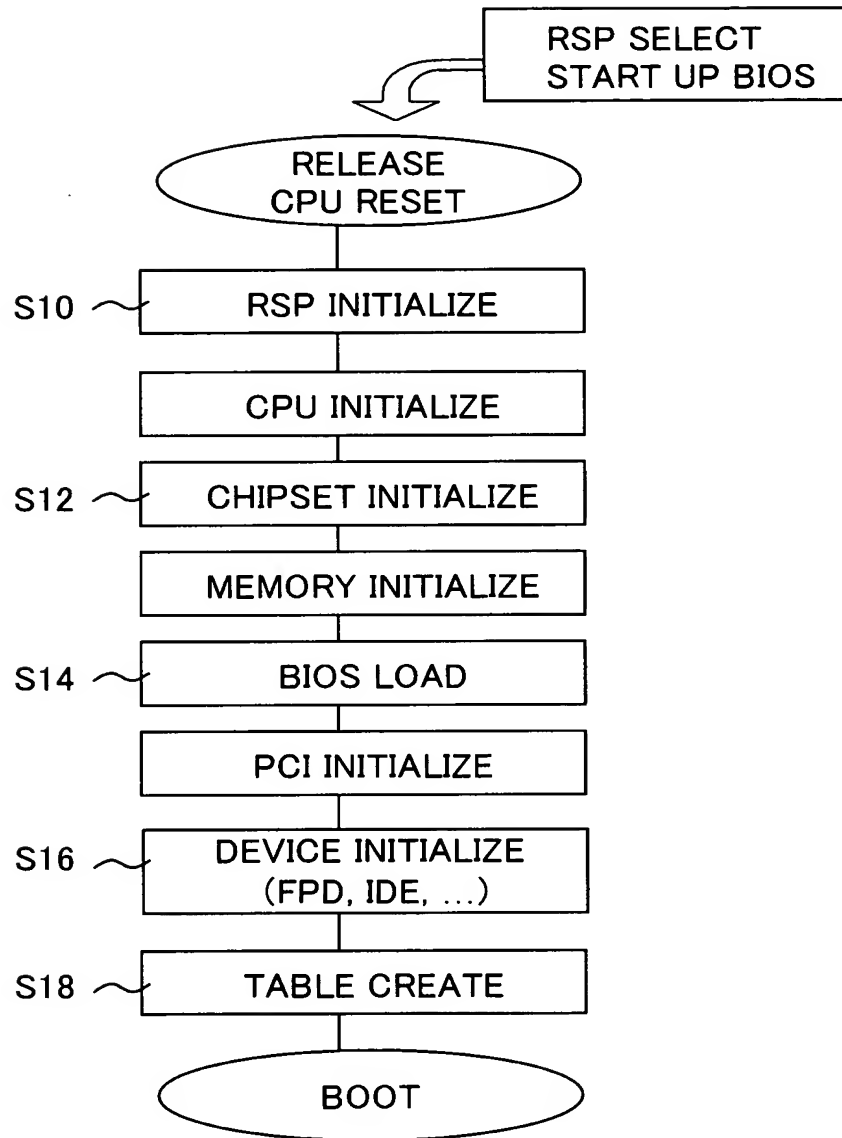 RSP SELECT
START UP BIOS
RELEASE
CPU RESET
S10
RSP INITIALIZE
CPU INITIALIZE
S12
CHIPSET INITIALIZE
MEMORY INITIALIZE
S14
BIOS LOAD
PCI INITIALIZE
S16
DEVICE INITIALIZE
(FPD, IDE, ...)
S18
TABLE CREATE
BOOT